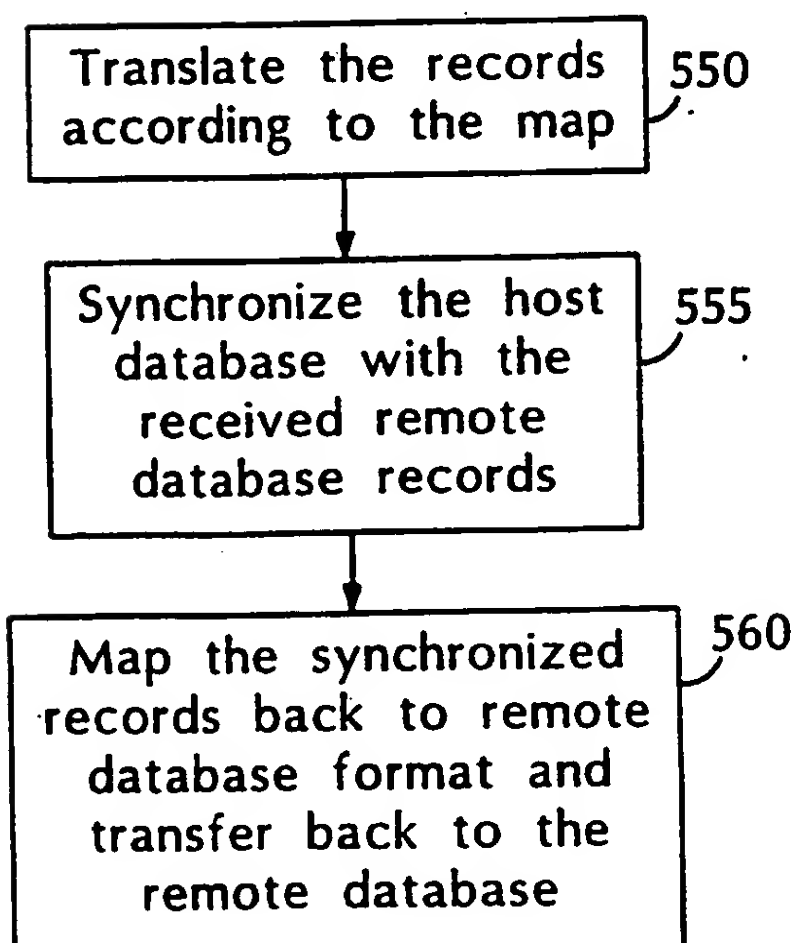 Translate the records
according to the map
550
Synchronize the host
database with the
received remote
database records
555
Map the synchronized
records back to remote
database format and
transfer back to the
remote database
560